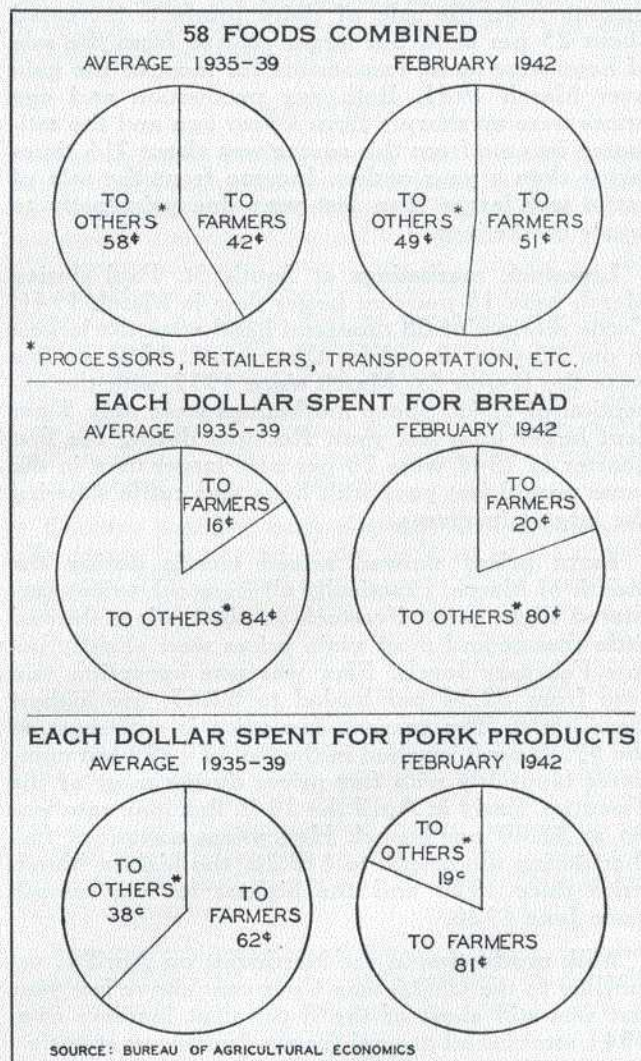 58 FOODS COMBINED
AVERAGE 1935-39
FEBRUARY 1942
TO OTHERS*
58¢
TO FARMERS
42¢
TO OTHERS*
49¢
TO FARMERS
51¢
*PROCESSORS, RETAILERS, TRANSPORTATION, ETC.
EACH DOLLAR SPENT FOR BREAD
AVERAGE 1935-39
FEBRUARY 1942
TO
FARMERS
16¢
TO OTHERS* 84¢
TO
FARMERS
20¢
TO OTHERS* 80¢
EACH DOLLAR SPENT FOR PORK PRODUCTS
AVERAGE 1935-39
FEBRUARY 1942
TO
OTHERS*
38¢
TO
FARMERS
62¢
TO
OTHERS*
19¢
TO FARMERS
81¢
SOURCE: BUREAU OF AGRICULTURAL ECONOMICS